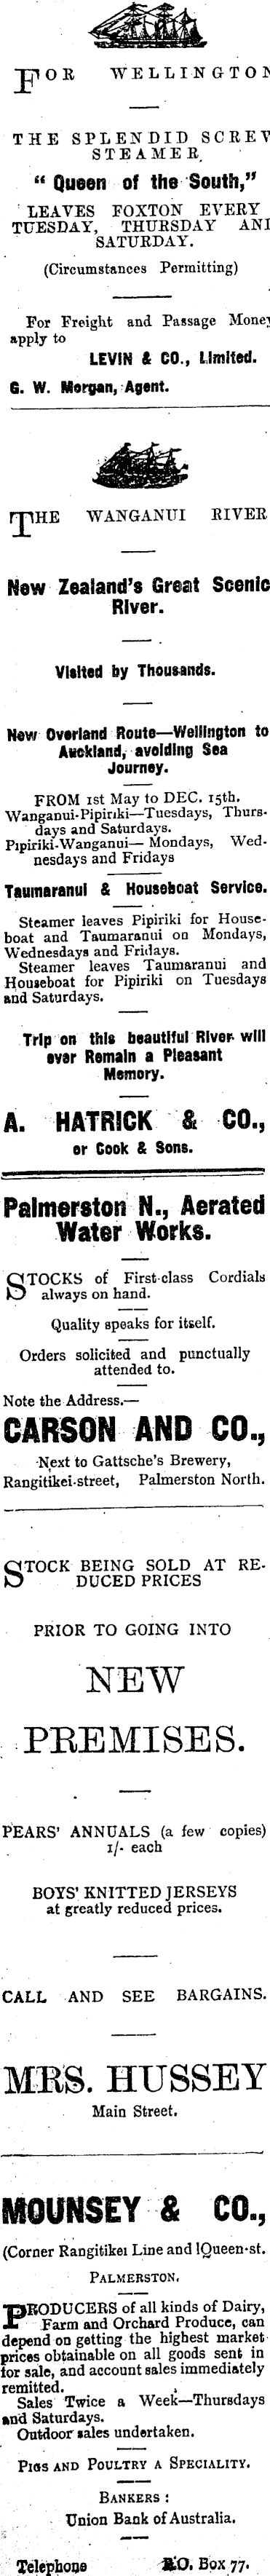 FOR WELLINGTON
THE SPLENDID SCREW
STEAMER
"Queen of the South,"
LEAVES FOXTON EVERY
TUESDAY, THURSDAY AND
SATURDAY.
(Circumstances Permitting)
For Freight and Passage Money
apply to
LEVIN & CO., Limited.
G. W. Morgan, Agent.
THE WANGANUI RIVER
New Zealand's Great Scenic
River.
Visited by Thousands.
New Overland Route—Wellington to
Auckland, avoiding Sea
Journey.
FROM 1st May to DEC. 15th.
Wanganui-Pipiriki—Tuesdays, Thurs-
days and Saturdays.
Pipiriki-Wanganui—Mondays, Wed-
nesdays and Fridays
Taumaranui & Houseboat Service.
Steamer leaves Pipiriki for House-
boat and Taumaranui on Mondays,
Wednesdays and Fridays.
Steamer leaves Taumaranui and
Houseboat for Pipiriki on Tuesdays
and Saturdays.
Trip on this beautiful River will
ever Remain a Pleasant
Memory.
A. HATRICK & CO.,
or Cook & Sons.
Palmerston N., Aerated
Water Works.
STOCKS of First-class Cordials
always on hand.
Quality speaks for itself.
Orders solicited and punctually
attended to.
Note the Address.—
CARSON AND CO.,
Next to Gattsche's Brewery,
Rangitikei-street, Palmerston North.
STOCK BEING SOLD AT RE-
DUCED PRICES
PRIOR TO GOING INTO
NEW
PREMISES.
PEARS' ANNUALS (a few copies)
1/- each
BOYS' KNITTED JERSEYS
at greatly reduced prices.
CALL AND SEE BARGAINS.
MRS. HUSSEY
Main Street.
MOUNSEY & CO.,
(Corner Rangitikei Line and Queen-st.
PALMERSTON.
PRODUCERS of all kinds of Dairy,
Farm and Orchard Produce, can
depend on getting the highest market
prices obtainable on all goods sent in
for sale, and account sales immediately
remitted.
Sales Twice a Week—Thursdays
and Saturdays.
Outdoor sales undertaken.
PIGS AND POULTRY A SPECIALITY.
BANKERS :
Union Bank of Australia.
Telephone P.O. Box 77.